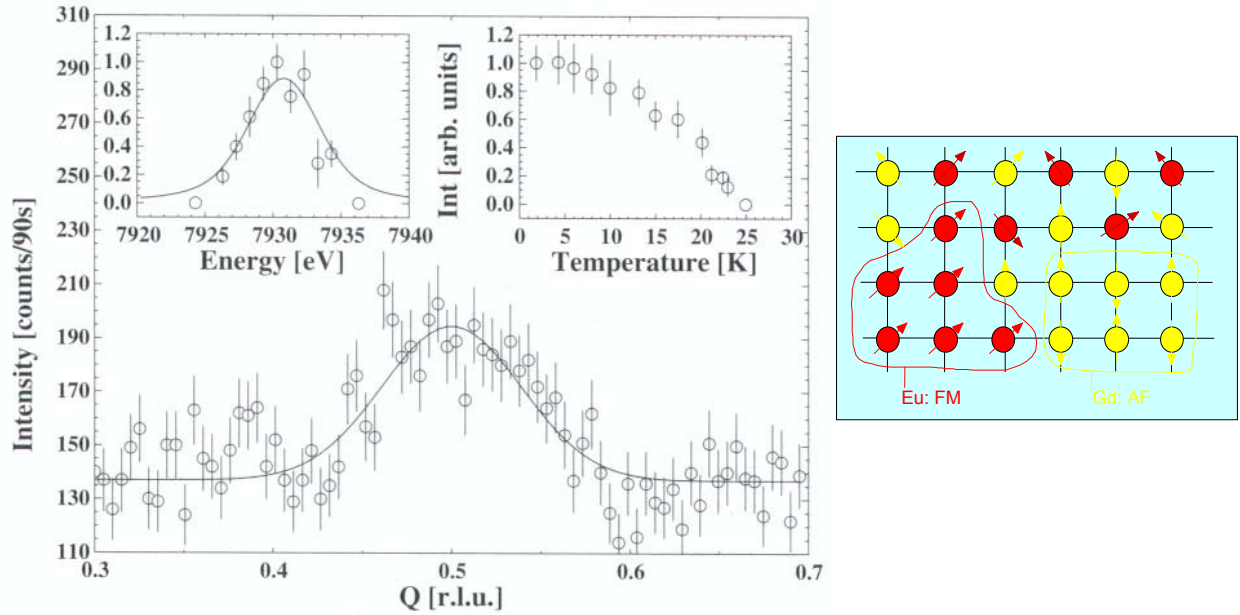 310
290
270
250
230
210
190
170
150
130
110
Intensity [counts/90s]
0.3 0.4 0.5 0.6 0.7
Q [r.l.u.]
1.2
1.0
0.8
0.6
0.4
0.2
0.0
7920 7925 7930 7935 7940
Energy [eV]
Int [arb. units]
1.2
1.0
0.8
0.6
0.4
0.2
0.0
0 5 10 15 20 25 30
Temperature [K]
Eu: FM
Gd: AF